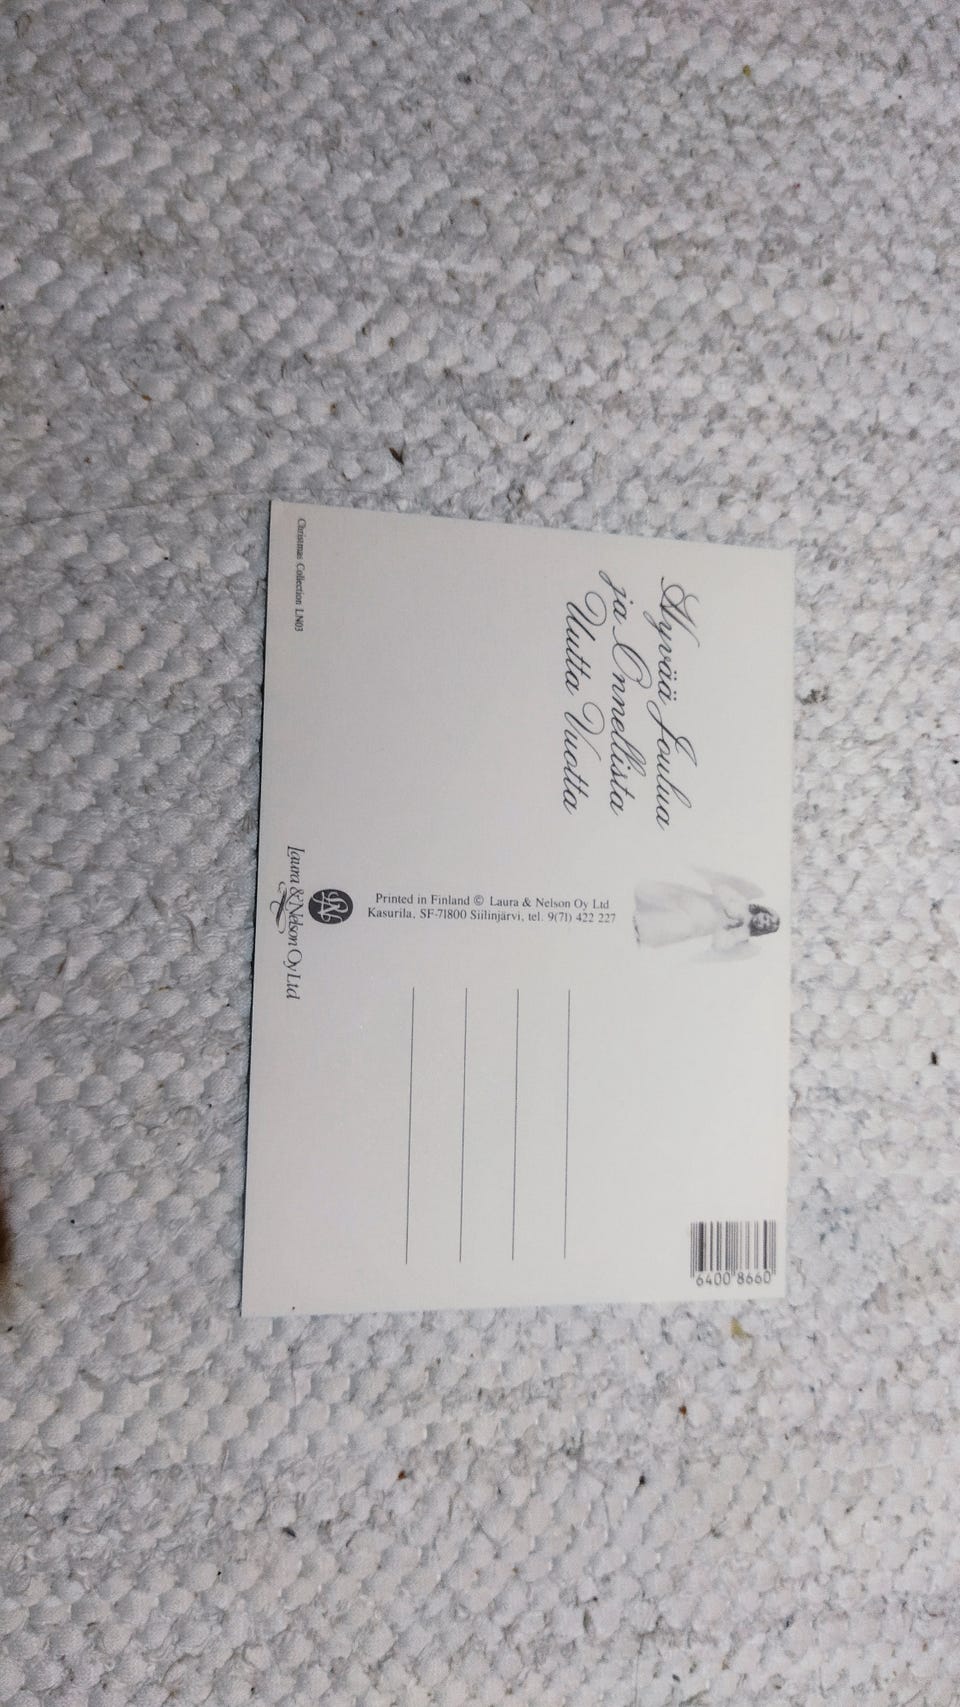 Hyvää Joulua
ja Onnellista
Uutta Vuotta
Christmas Collection LN03
Printed in Finland © Laura & Nelson Oy Ltd
Kasurila, SF-71800 Siilinjärvi, tel. 9(71) 422 227
LN
Laura & Nelson Oy Ltd
6400 8660